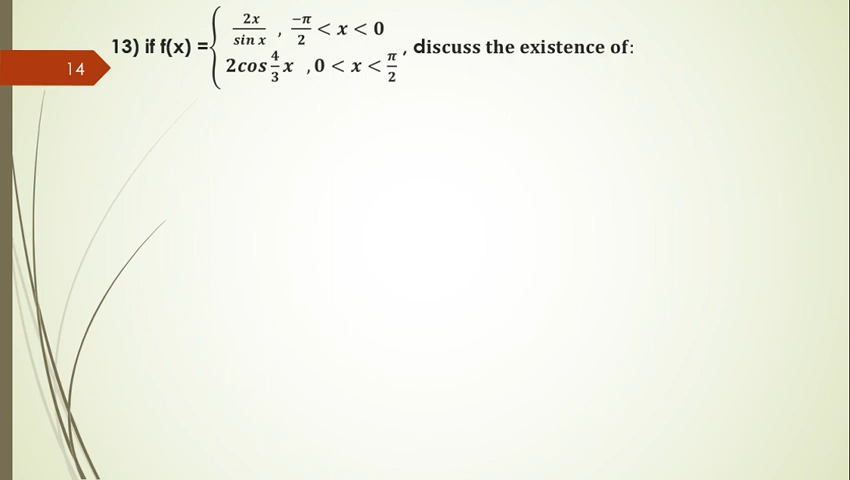 13) if f(x) = { 2x/sin x , -π/2 < x < 0
2cos 4/3 x , 0 < x < π/2 , discuss the existence of:
14